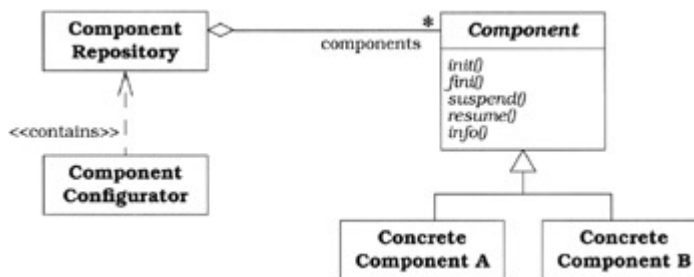 Component
Repository
*
components
Component
init()
fini()
suspend()
resume()
info()
<<contains>>
Component
Configurator
Concrete
Component A
Concrete
Component B